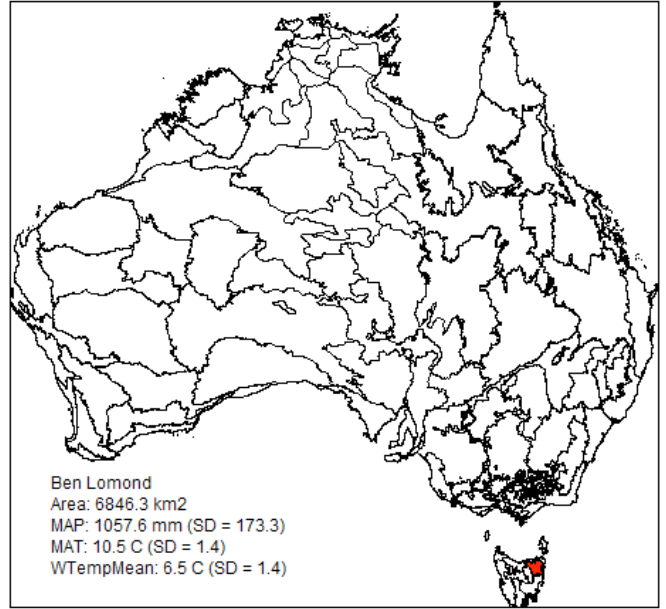 Ben Lomond
Area: 6846.3 km2
MAP: 1057.6 mm (SD = 173.3)
MAT: 10.5 C (SD = 1.4)
WTempMean: 6.5 C (SD = 1.4)